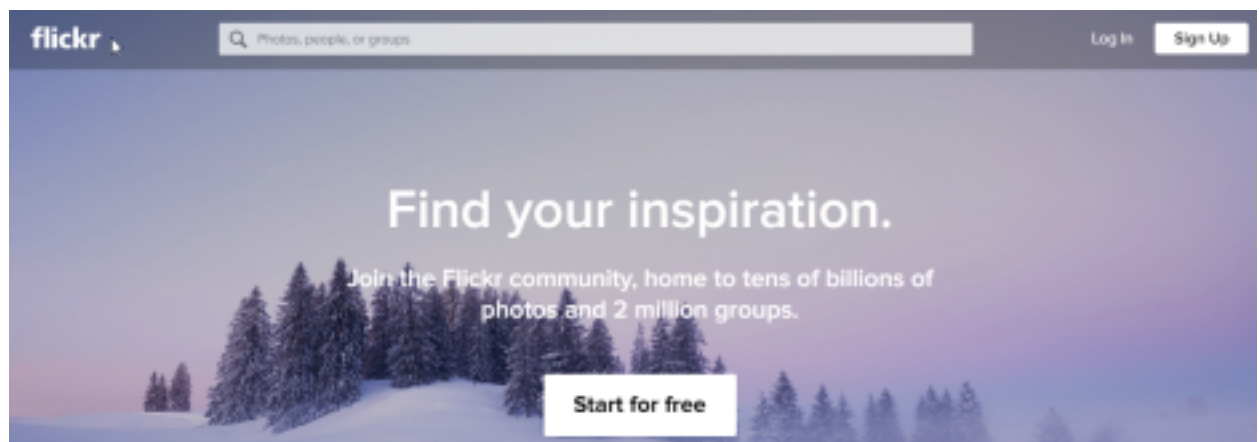 flickr
Photos, people, or groups
Log In
Sign Up
Find your inspiration.
Join the Flickr community, home to tens of billions of
photos and 2 million groups.
Start for free